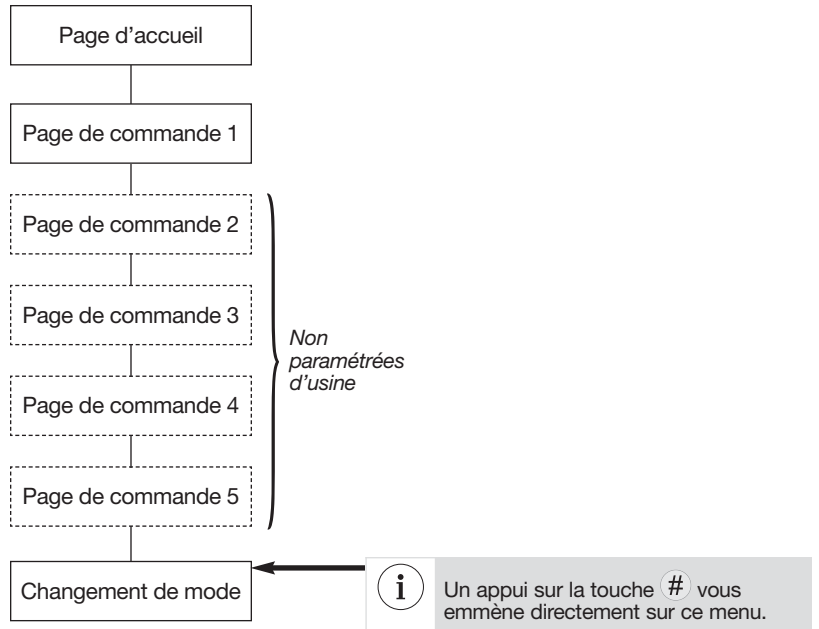 Page d'accueil
Page de commande 1
Page de commande 2
Page de commande 3
Non
paramétrées
d'usine
Page de commande 4
Page de commande 5
Changement de mode
i
Un appui sur la touche # vous
emmène directement sur ce menu.